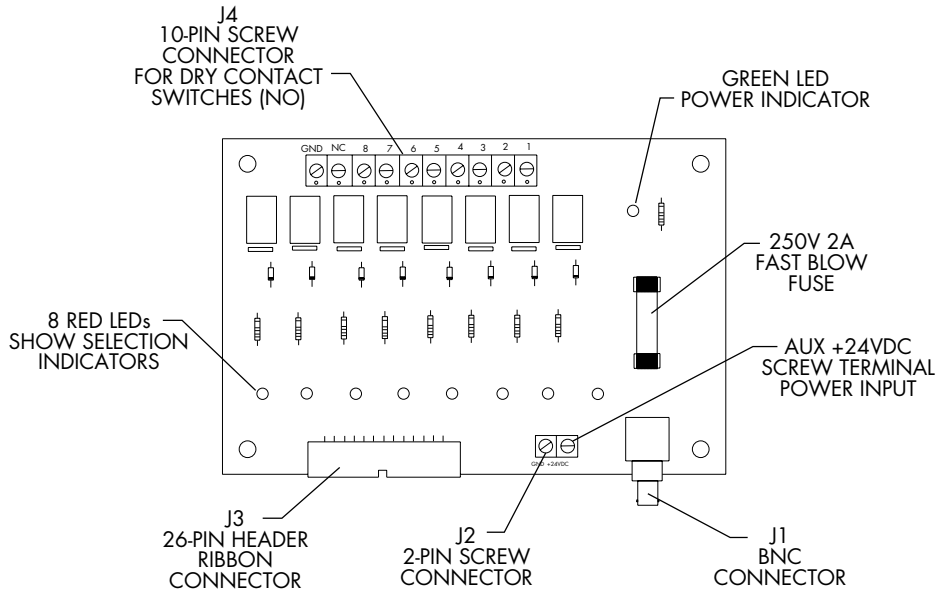 J4
10-PIN SCREW
CONNECTOR
FOR DRY CONTACT
SWITCHES (NO)
GREEN LED
POWER INDICATOR
GND NC 8 7 6 5 4 3 2 1
250V 2A
FAST BLOW
FUSE
8 RED LEDs
SHOW SELECTION
INDICATORS
AUX +24VDC
SCREW TERMINAL
POWER INPUT
GND +24VDC
J3
26-PIN HEADER
RIBBON
CONNECTOR
J2
2-PIN SCREW
CONNECTOR
J1
BNC
CONNECTOR